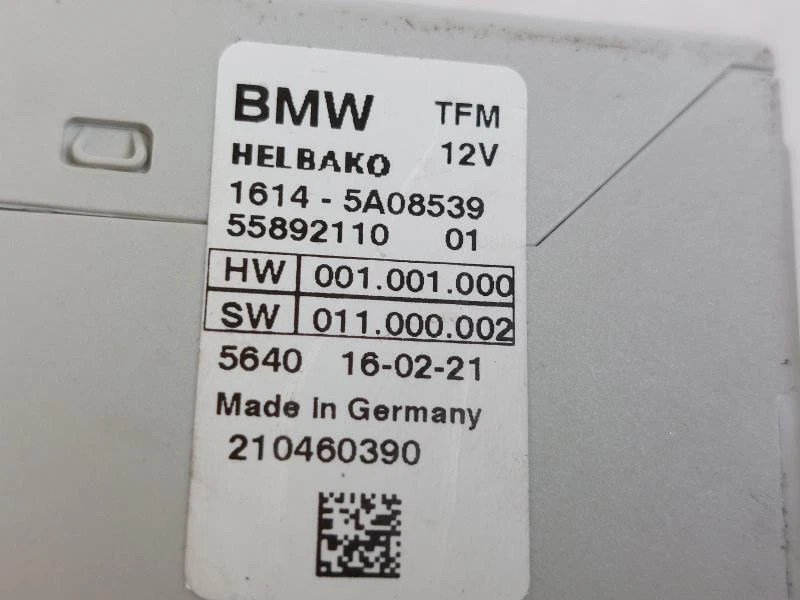 BMW TFM
HELBAKO 12V
1614 - 5A08539
55892110 01
HW 001.001.000
SW 011.000.002
5640 16-02-21
Made in Germany
210460390